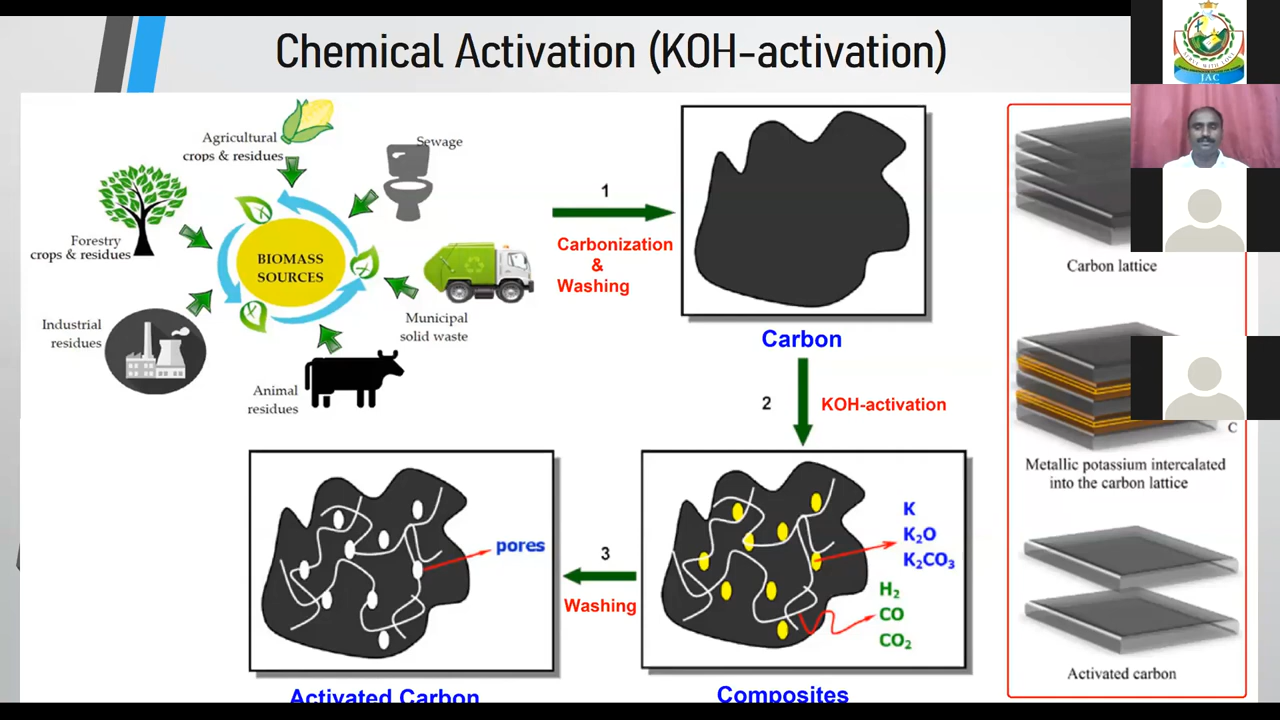 Chemical Activation (KOH-activation)
Agricultural
crops & residues
Sewage
Forestry
crops & residues
BIOMASS
SOURCES
Industrial
residues
Municipal
solid waste
Animal
residues
1
Carbonization
&
Washing
Carbon
2
KOH-activation
K
K₂O
K₂CO₃
H₂
CO
CO₂
Composites
3
Washing
pores
Activated Carbon
Carbon lattice
C
Metallic potassium intercalated
into the carbon lattice
Activated carbon
JAC